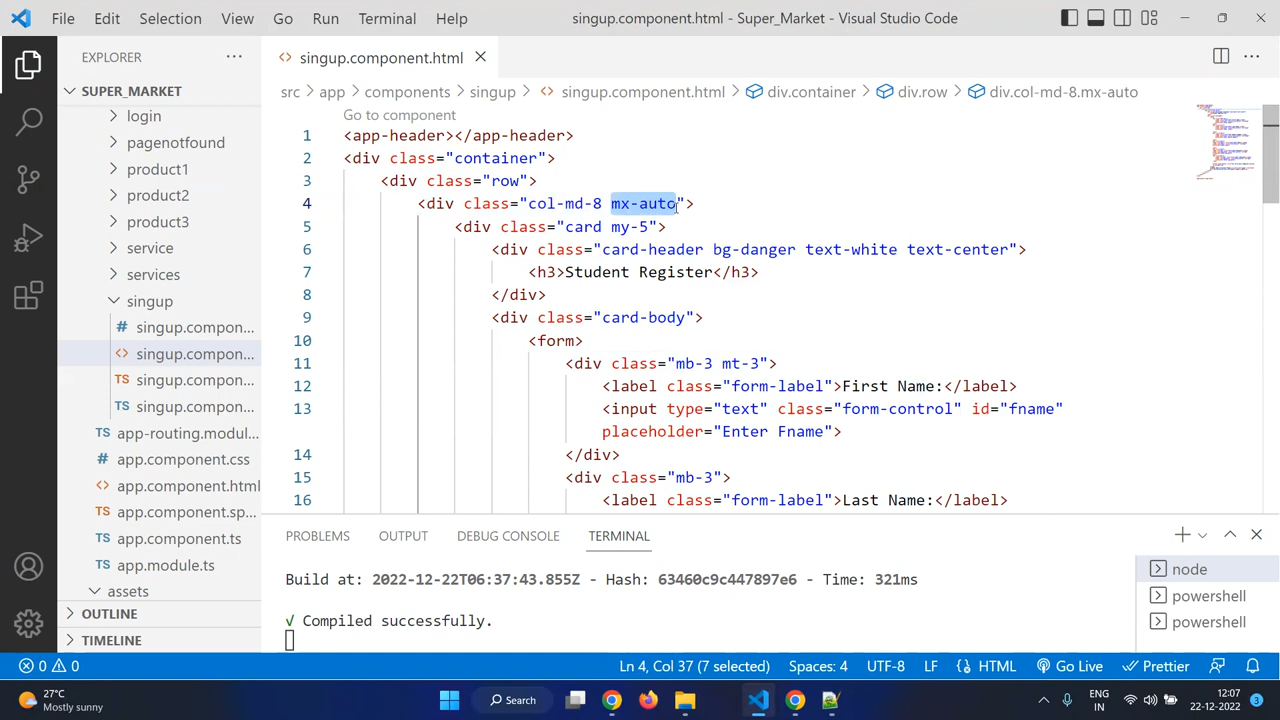 File Edit Selection View Go Run Terminal Help singup.component.html - Super_Market - Visual Studio Code
EXPLORER
SUPER_MARKET
login
pagenotfound
product1
product2
product3
service
services
singup
singup.compon...
singup.compon...
singup.compon...
singup.compon...
app-routing.modul...
app.component.css
app.component.html
app.component.sp...
app.component.ts
app.module.ts
assets
OUTLINE
TIMELINE
singup.component.html
src > app > components > singup > singup.component.html > div.container > div.row > div.col-md-8.mx-auto
Go to component
1 <app-header></app-header>
2 <div class="container">
3 <div class="row">
4 <div class="col-md-8 mx-auto">
5 <div class="card my-5">
6 <div class="card-header bg-danger text-white text-center">
7 <h3>Student Register</h3>
8 </div>
9 <div class="card-body">
10 <form>
11 <div class="mb-3 mt-3">
12 <label class="form-label">First Name:</label>
13 <input type="text" class="form-control" id="fname"
placeholder="Enter Fname">
14 </div>
15 <div class="mb-3">
16 <label class="form-label">Last Name:</label>
PROBLEMS OUTPUT DEBUG CONSOLE TERMINAL
Build at: 2022-12-22T06:37:43.855Z - Hash: 63460c9c447897e6 - Time: 321ms
√ Compiled successfully.
node
powershell
powershell
0 0 Ln 4, Col 37 (7 selected) Spaces: 4 UTF-8 LF HTML Go Live Prettier
27°C
Mostly sunny
Search
ENG
IN
12:07
22-12-2022
3